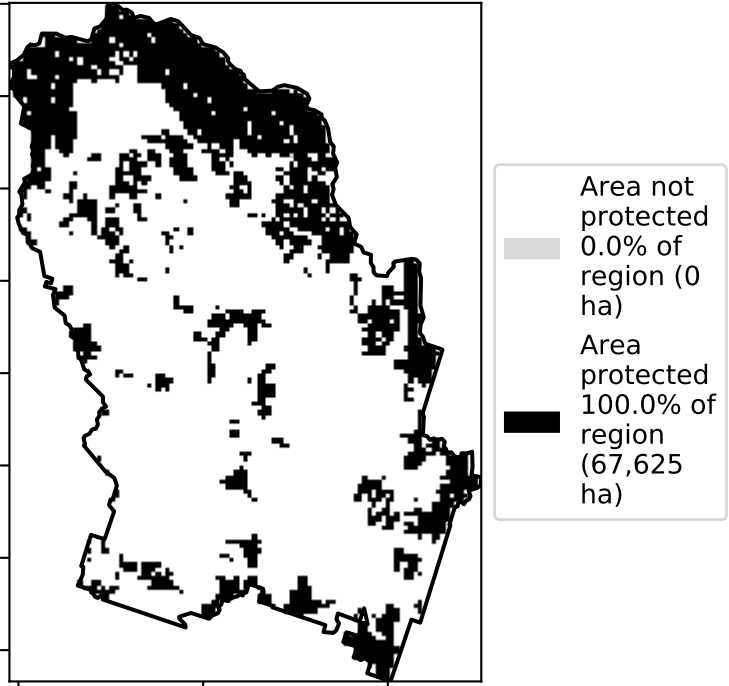 Area not
protected
0.0% of
region (0
ha)
Area
protected
100.0% of
region
(67,625
ha)